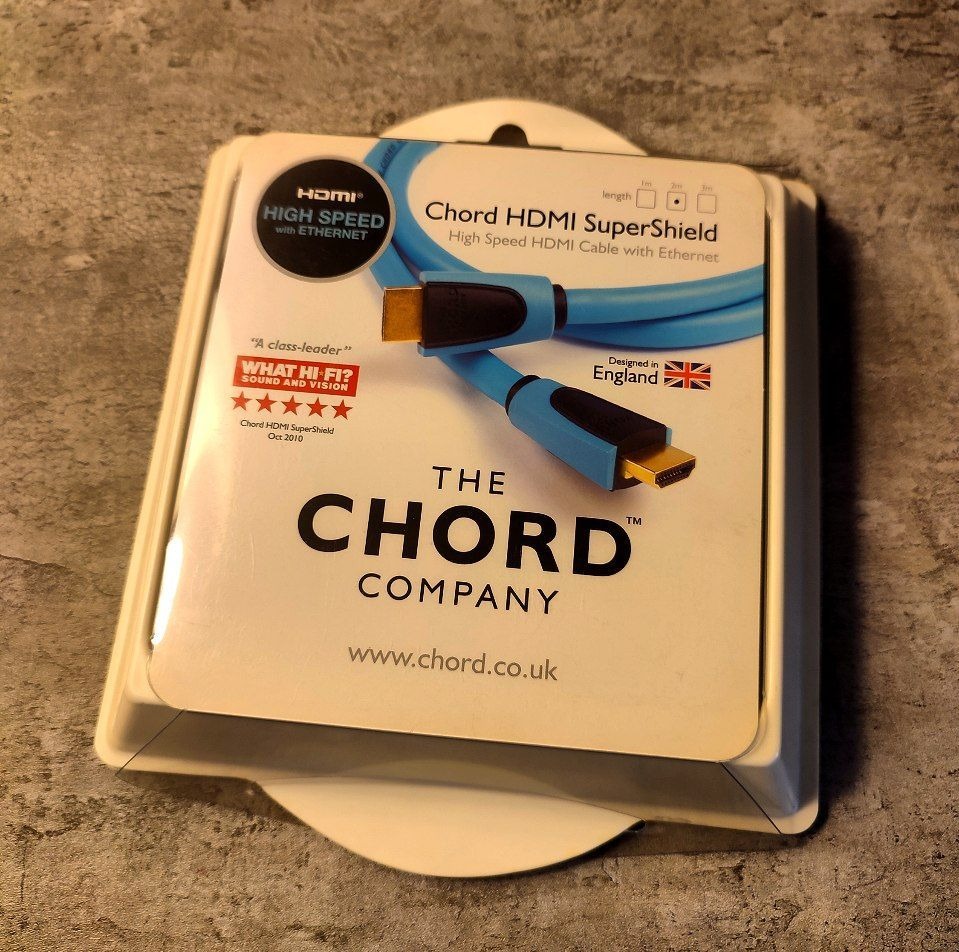 HDMI®
HIGH SPEED
with ETHERNET
length 1m 2m 3m
Chord HDMI SuperShield
High Speed HDMI Cable with Ethernet
"A class-leader"
WHAT HI·FI?
SOUND AND VISION
Chord HDMI SuperShield
Oct 2010
Designed in
England
THE
CHORD™
COMPANY
www.chord.co.uk